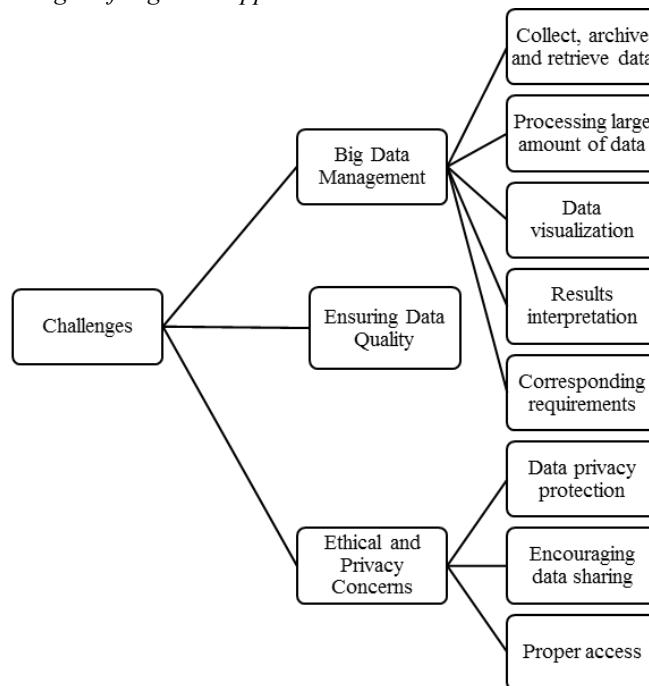 Collect, archive
and retrieve data
Processing large
amount of data
Big Data
Management
Data
visualization
Results
interpretation
Challenges
Ensuring Data
Quality
Corresponding
requirements
Data privacy
protection
Ethical and
Privacy
Concerns
Encouraging
data sharing
Proper access